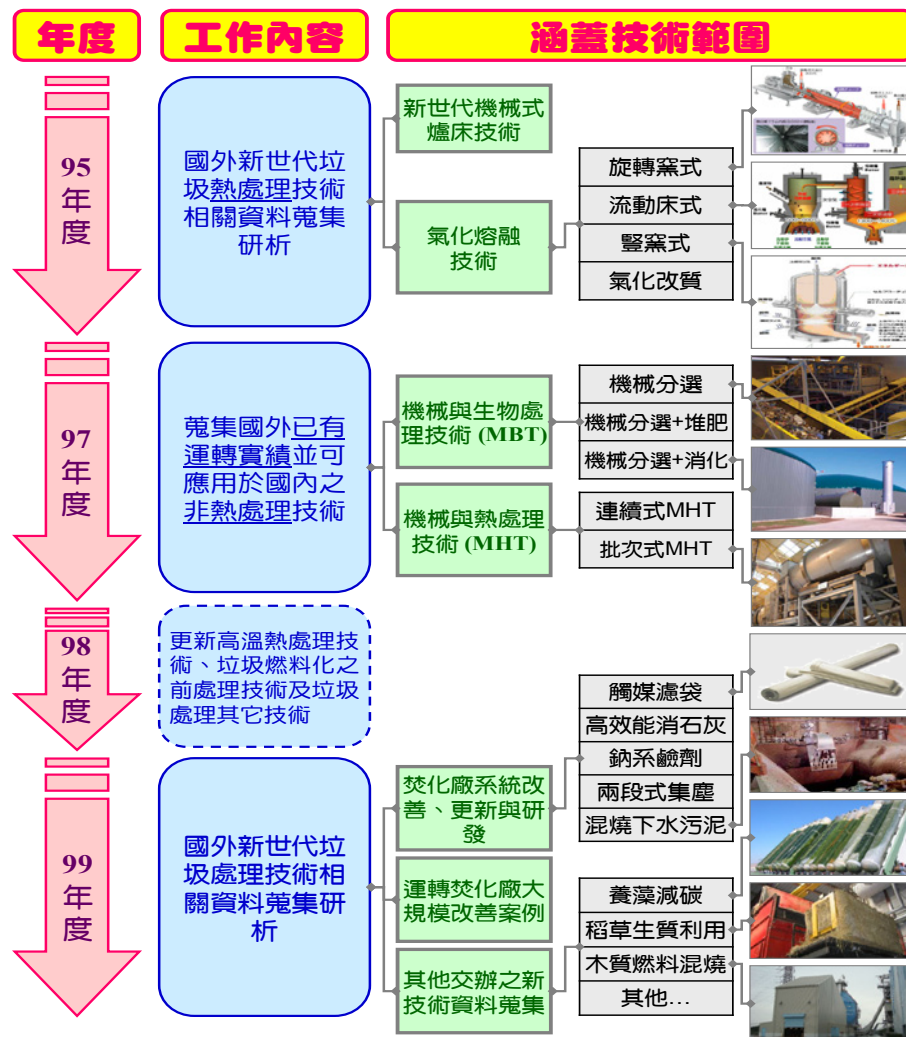 年度
工作內容
涵蓋技術範圍
95
年
度
國外新世代垃
圾熱處理技術
相關資料蒐集
研析
新世代機械式
爐床技術
氣化熔融
技術
旋轉窯式
流動床式
豎窯式
氣化改質
97
年
度
蒐集國外已有
運轉實績並可
應用於國內之
非熱處理技術
機械與生物處
理技術 (MBT)
機械與熱處理
技術 (MHT)
機械分選
機械分選+堆肥
機械分選+消化
連續式MHT
批次式MHT
98
年
度
更新高溫熱處理技
術、垃圾燃料化之
前處理技術及垃圾
處理其它技術
99
年
度
國外新世代垃
圾處理技術相
關資料蒐集研
析
焚化廠系統改
善、更新與研
發
運轉焚化廠大
規模改善案例
其他交辦之新
技術資料蒐集
觸媒濾袋
高效能消石灰
鈉系鹼劑
兩段式集塵
混燒下水污泥
養藻減碳
稻草生質利用
木質燃料混燒
其他...